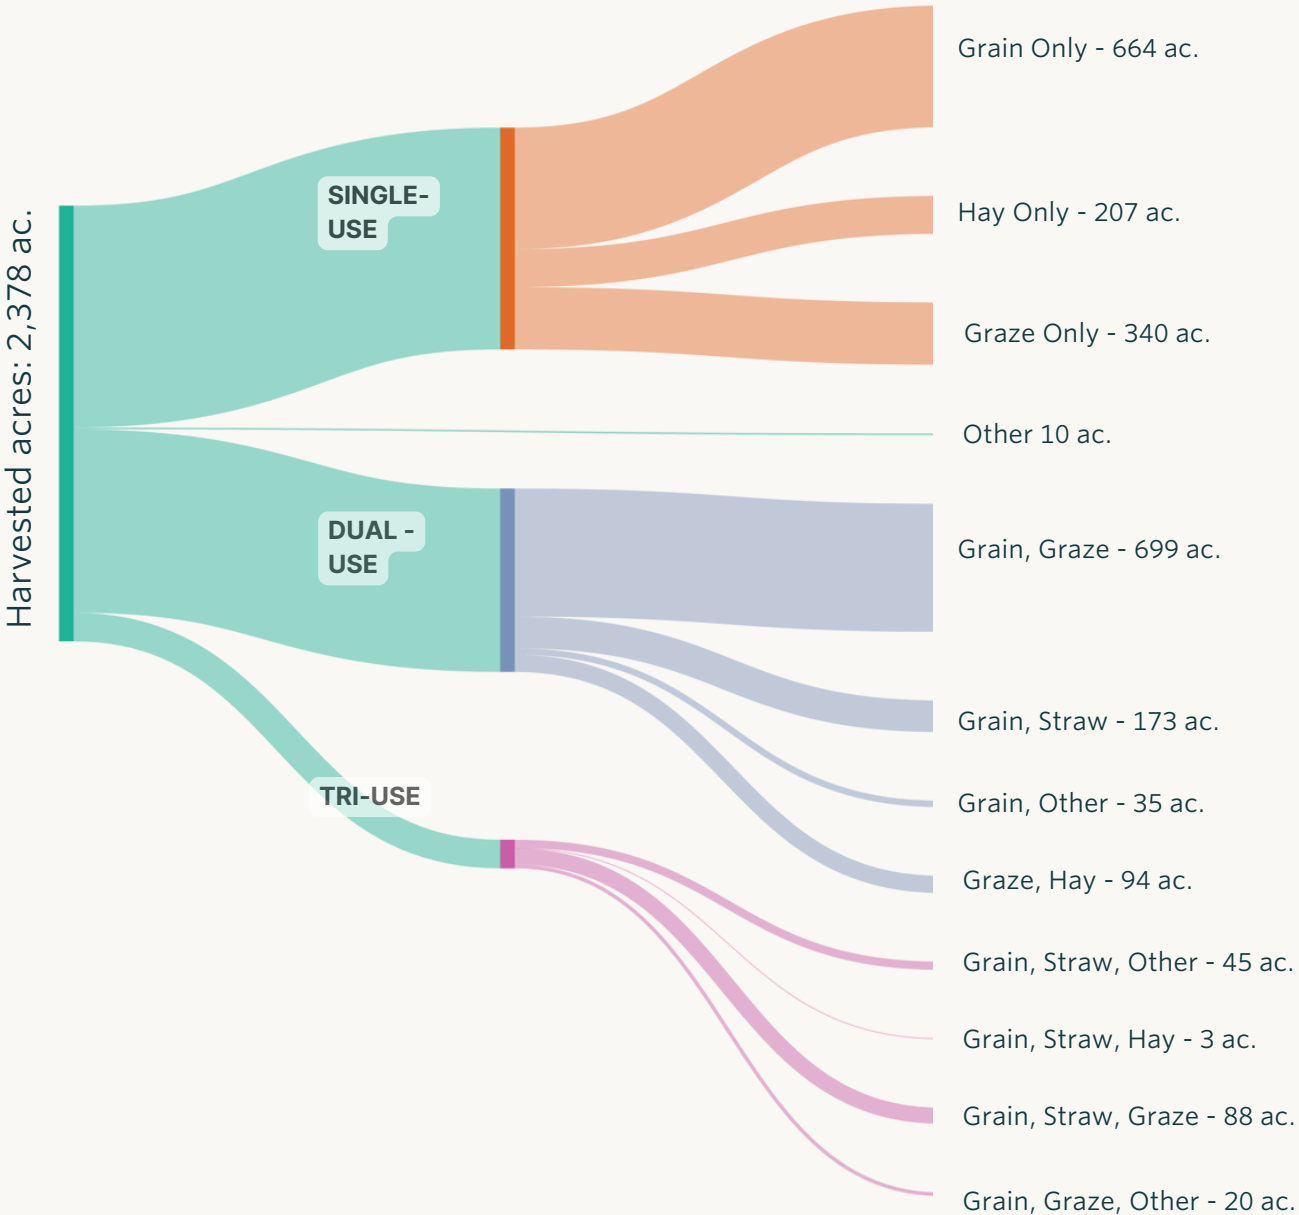 Harvested acres: 2,378 ac.
SINGLE-
USE
DUAL -
USE
TRI-USE
Grain Only - 664 ac.
Hay Only - 207 ac.
Graze Only - 340 ac.
Other 10 ac.
Grain, Graze - 699 ac.
Grain, Straw - 173 ac.
Grain, Other - 35 ac.
Graze, Hay - 94 ac.
Grain, Straw, Other - 45 ac.
Grain, Straw, Hay - 3 ac.
Grain, Straw, Graze - 88 ac.
Grain, Graze, Other - 20 ac.